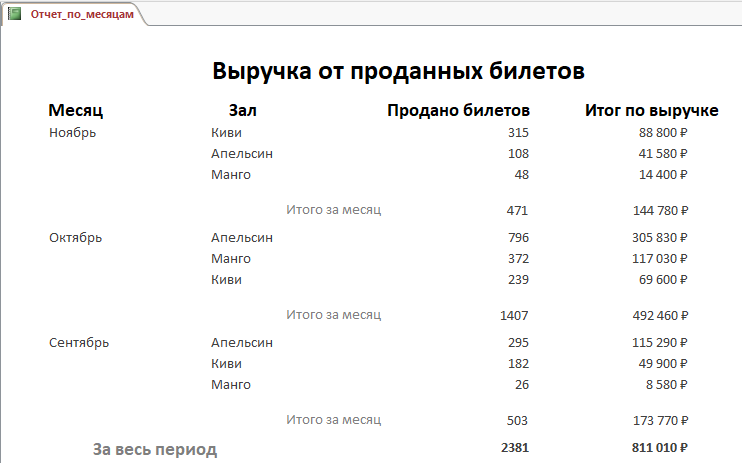 Отчет_по_месяцам
Выручка от проданных билетов
Месяц Зал Продано билетов Итог по выручке
Ноябрь Киви 315 88 800 ₽
Апельсин 108 41 580 ₽
Манго 48 14 400 ₽
Итого за месяц 471 144 780 ₽
Октябрь Апельсин 796 305 830 ₽
Манго 372 117 030 ₽
Киви 239 69 600 ₽
Итого за месяц 1407 492 460 ₽
Сентябрь Апельсин 295 115 290 ₽
Киви 182 49 900 ₽
Манго 26 8 580 ₽
Итого за месяц 503 173 770 ₽
За весь период 2381 811 010 ₽